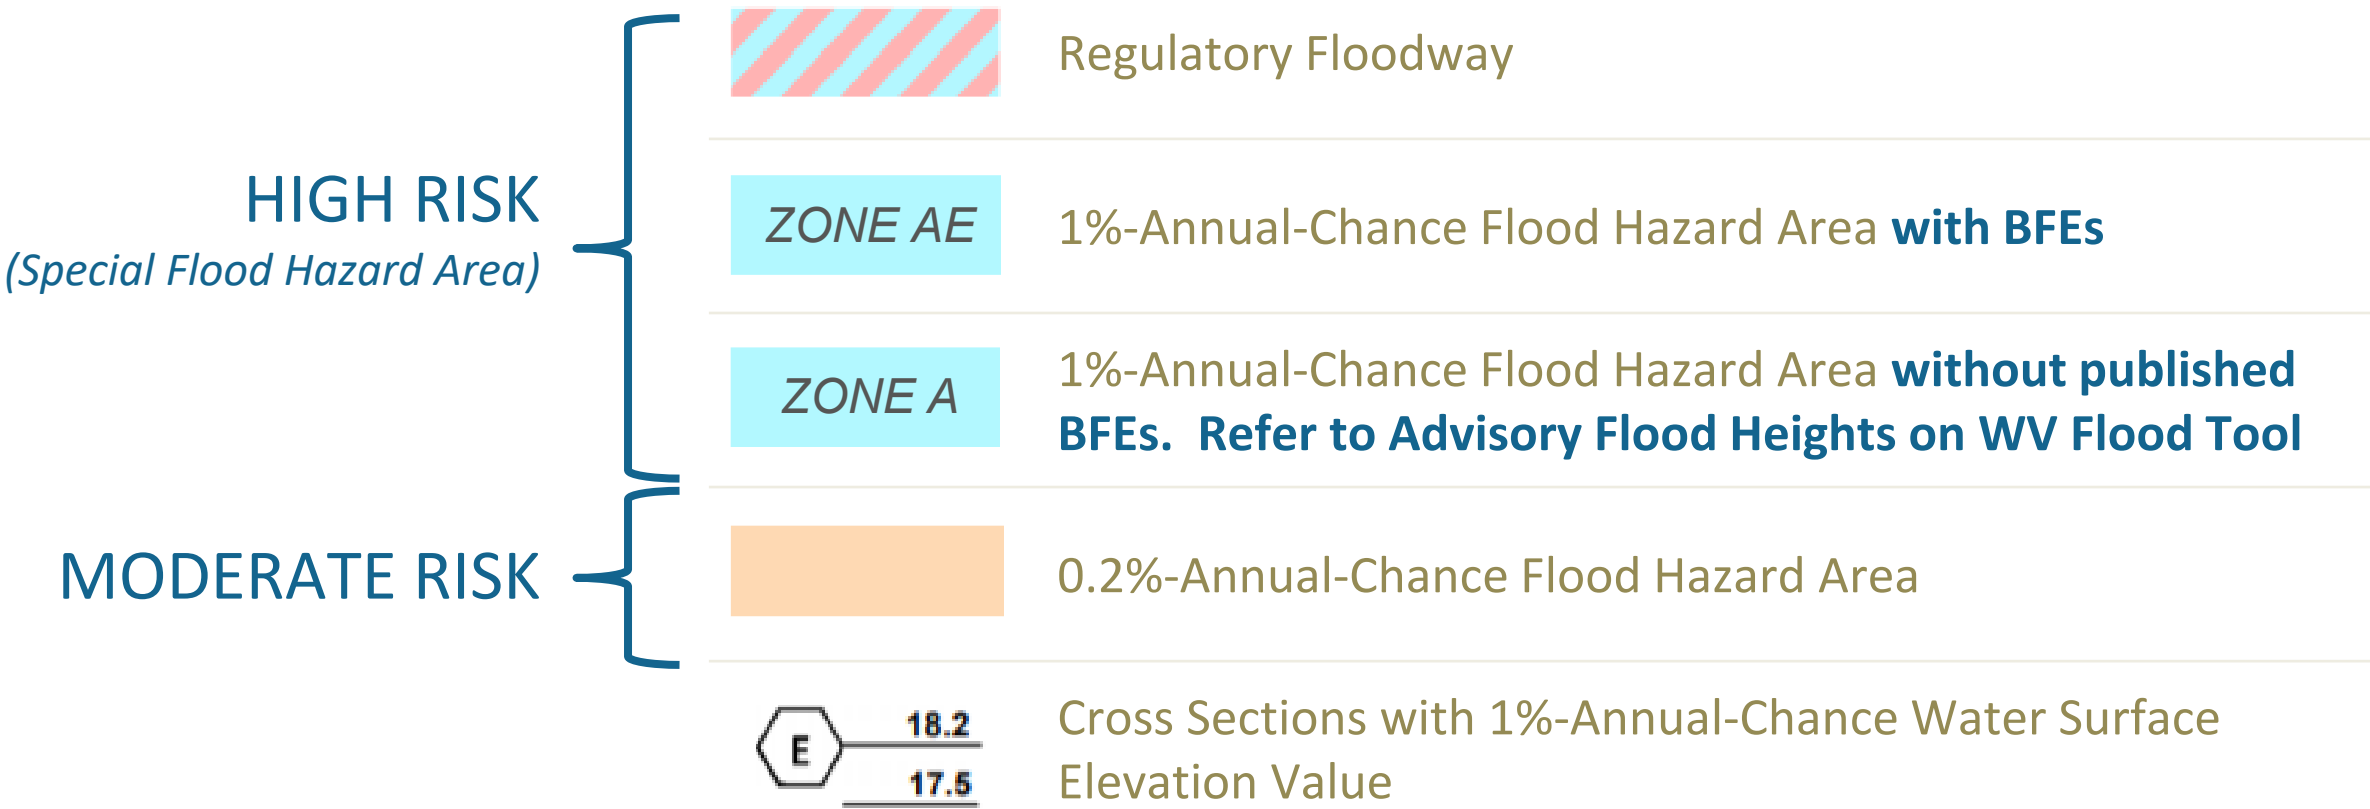 Regulatory Floodway
HIGH RISK
(Special Flood Hazard Area)
ZONE AE
1%-Annual-Chance Flood Hazard Area with BFEs
ZONE A
1%-Annual-Chance Flood Hazard Area without published
BFEs.  Refer to Advisory Flood Heights on WV Flood Tool
MODERATE RISK
0.2%-Annual-Chance Flood Hazard Area
E
18.2
17.5
Cross Sections with 1%-Annual-Chance Water Surface
Elevation Value